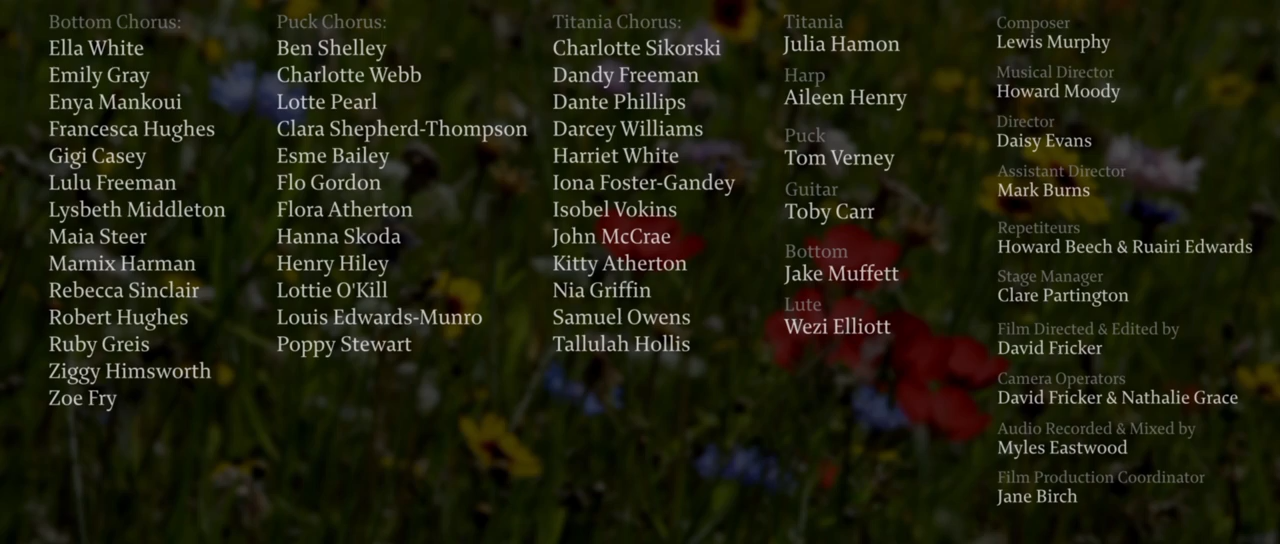 Bottom Chorus:
Ella White
Emily Gray
Enya Mankoui
Francesca Hughes
Gigi Casey
Lulu Freeman
Lysbeth Middleton
Maia Steer
Marnix Harman
Rebecca Sinclair
Robert Hughes
Ruby Greis
Ziggy Himsworth
Zoe Fry
Puck Chorus:
Ben Shelley
Charlotte Webb
Lotte Pearl
Clara Shepherd-Thompson
Esme Bailey
Flo Gordon
Flora Atherton
Hanna Skoda
Henry Hiley
Lottie O'Kill
Louis Edwards-Munro
Poppy Stewart
Titania Chorus:
Charlotte Sikorski
Dandy Freeman
Dante Phillips
Darcey Williams
Harriet White
Iona Foster-Gandey
Isobel Vokins
John McCrae
Kitty Atherton
Nia Griffin
Samuel Owens
Tallulah Hollis
Titania
Julia Hamon
Harp
Aileen Henry
Puck
Tom Verney
Guitar
Toby Carr
Bottom
Jake Muffett
Lute
Wezi Elliott
Composer
Lewis Murphy
Musical Director
Howard Moody
Director
Daisy Evans
Assistant Director
Mark Burns
Repetiteurs
Howard Beech & Ruairi Edwards
Stage Manager
Clare Partington
Film Directed & Edited by
David Fricker
Camera Operators
David Fricker & Nathalie Grace
Audio Recorded & Mixed by
Myles Eastwood
Film Production Coordinator
Jane Birch